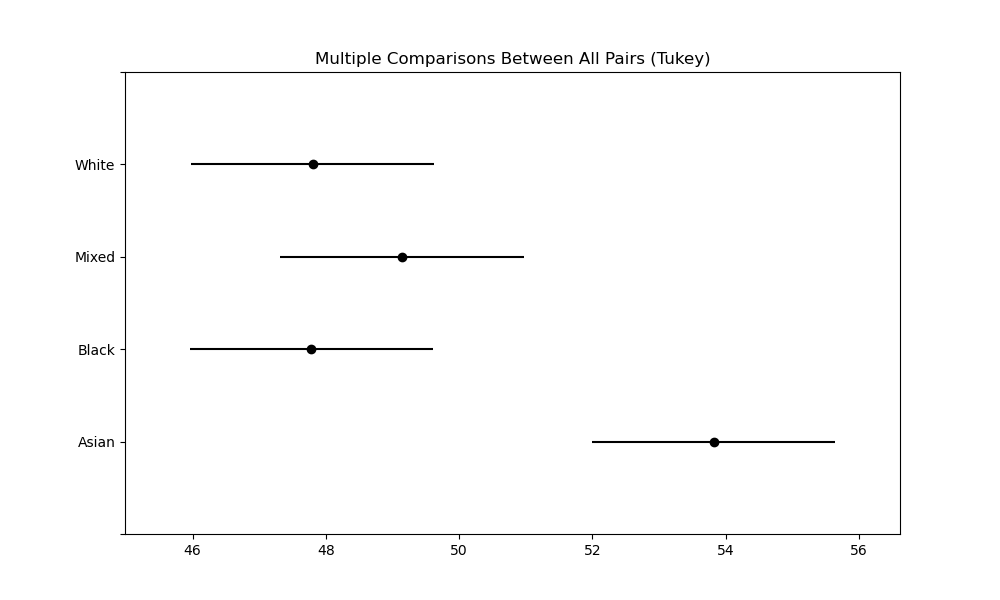 Multiple Comparisons Between All Pairs (Tukey)
White
Mixed
Black
Asian
46 48 50 52 54 56